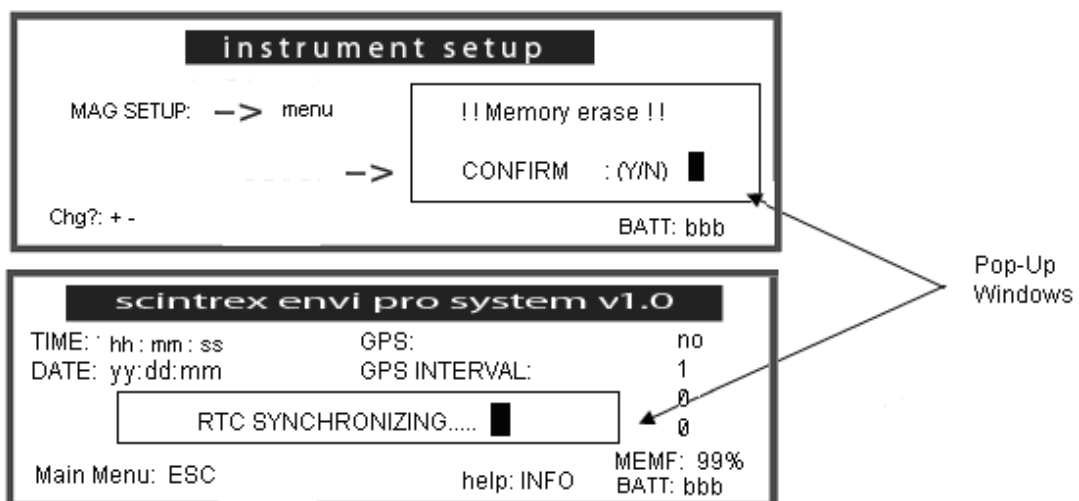 instrument setup
MAG SETUP: –> menu
!! Memory erase !!
–> CONFIRM : (Y/N)
Chg?: + -
BATT: bbb
Pop-Up
Windows
scintrex envi pro system v1.0
TIME: hh : mm : ss GPS: no
DATE: yy:dd:mm GPS INTERVAL: 1
0
RTC SYNCHRONIZING.....
0
MEMF: 99%
Main Menu: ESC help: INFO
BATT: bbb